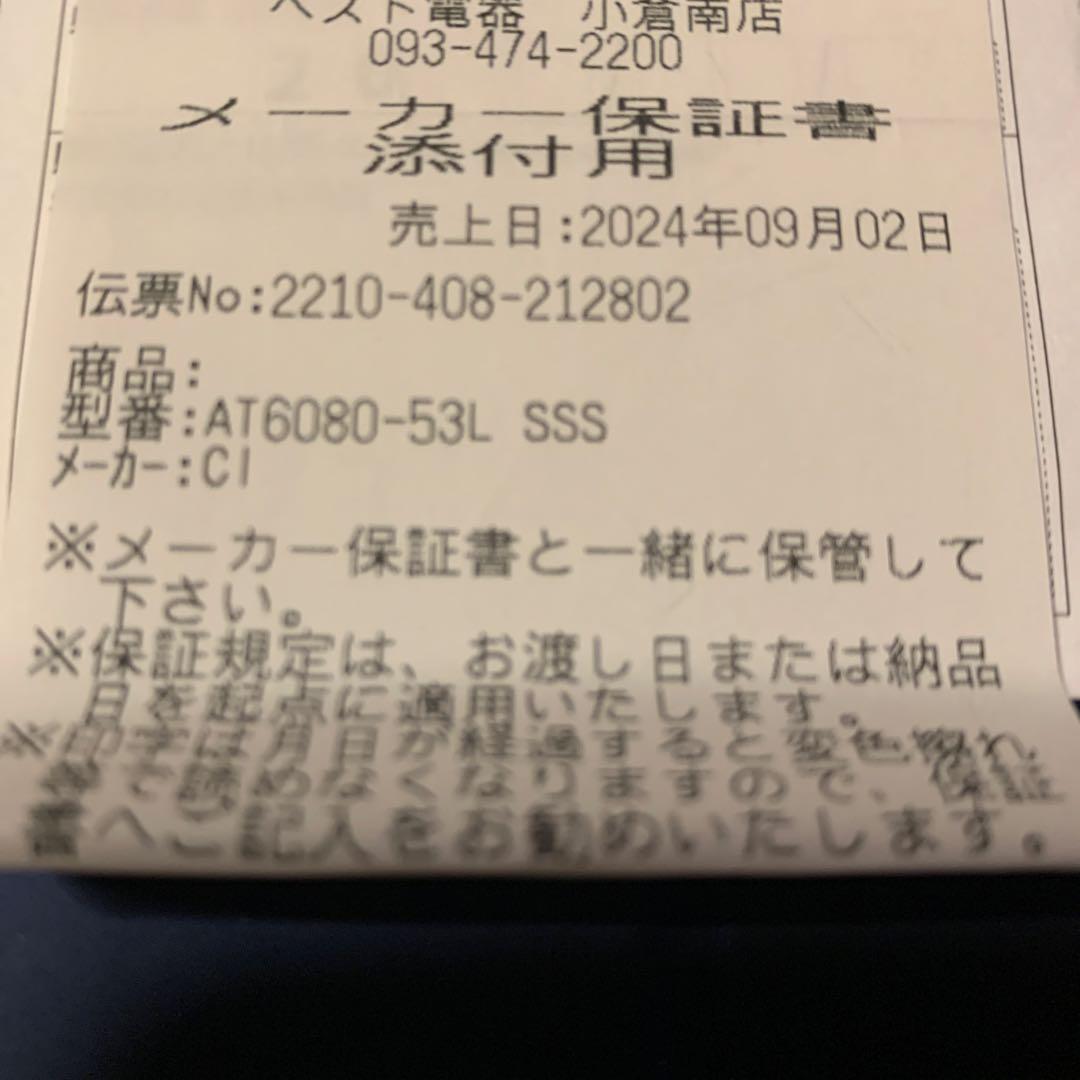 ベスト電器 小倉南店
093-474-2200
メーカー保証書
添付用
売上日:2024年09月02日
伝票No:2210-408-212802
商品:
型番:AT6080-53L SSS
メーカー:CI
※メーカー保証書と一緒に保管して
下さい。
※保証規定は、お渡し日または納品
日を起点に適用いたします。
※印字は月日が経過すると変色擦れ
等で読めなくなりますので、保証
書へご記入をお勧めいたします。